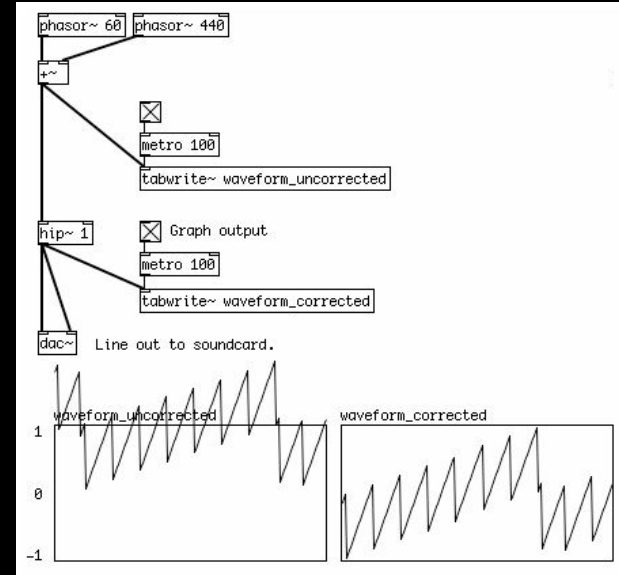 phasor~ 60 phasor~ 440
+~
metro 100
tabwrite~ waveform_uncorrected
hip~ 1 Graph output
metro 100
tabwrite~ waveform_corrected
dac~ Line out to soundcard.
waveform_uncorrected waveform_corrected
1
0
-1